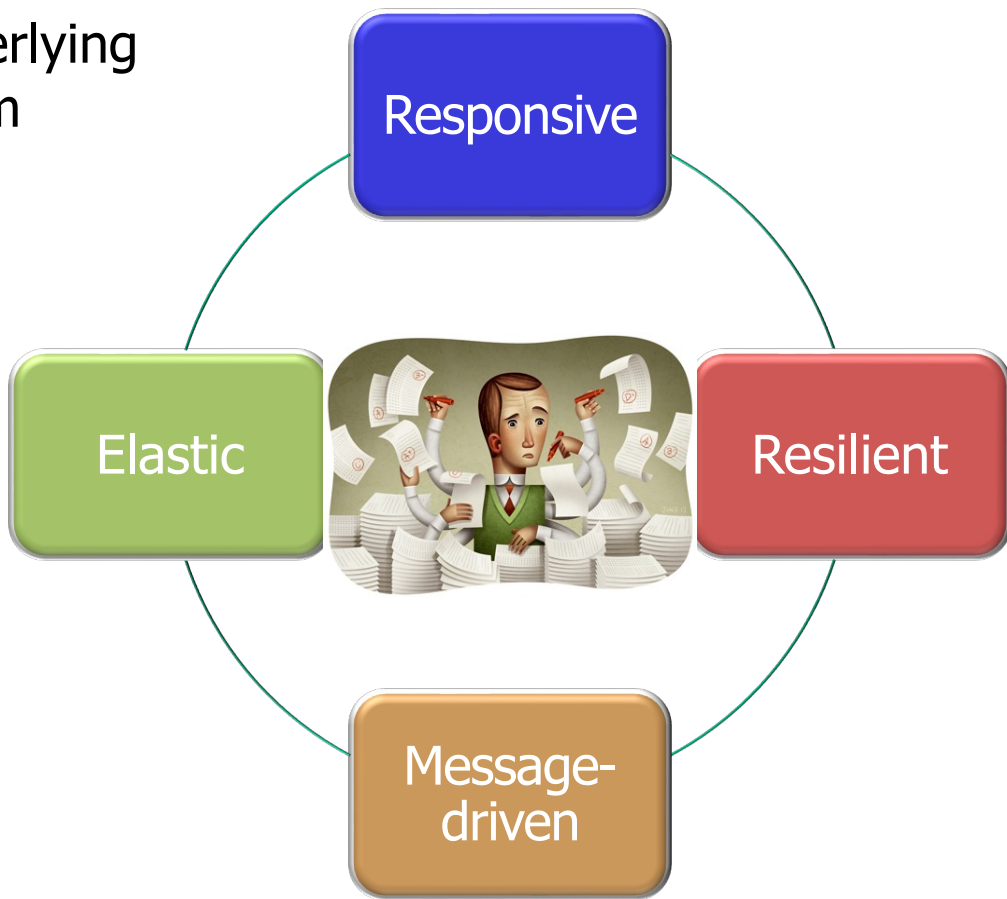 erlying
Responsive
Elastic
Resilient
Message-
driven